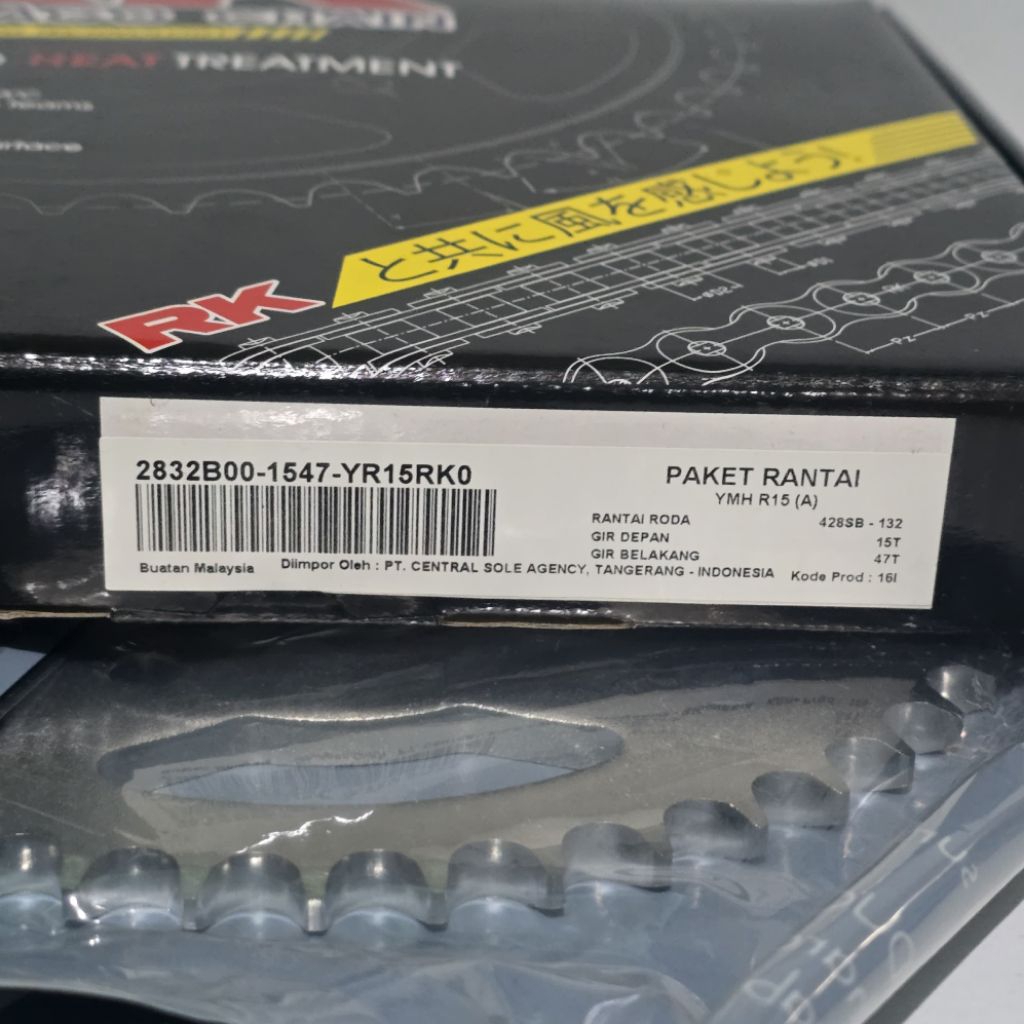 HEAT TREATMENT
と共に風を感じよう!
RK
2832B00-1547-YR15RK0
PAKET RANTAI
YMH R15 (A)
RANTAI RODA 428SB - 132
GIR DEPAN 15T
GIR BELAKANG 47T
Buatan Malaysia Diimpor Oleh : PT. CENTRAL SOLE AGENCY, TANGERANG - INDONESIA Kode Prod : 16I